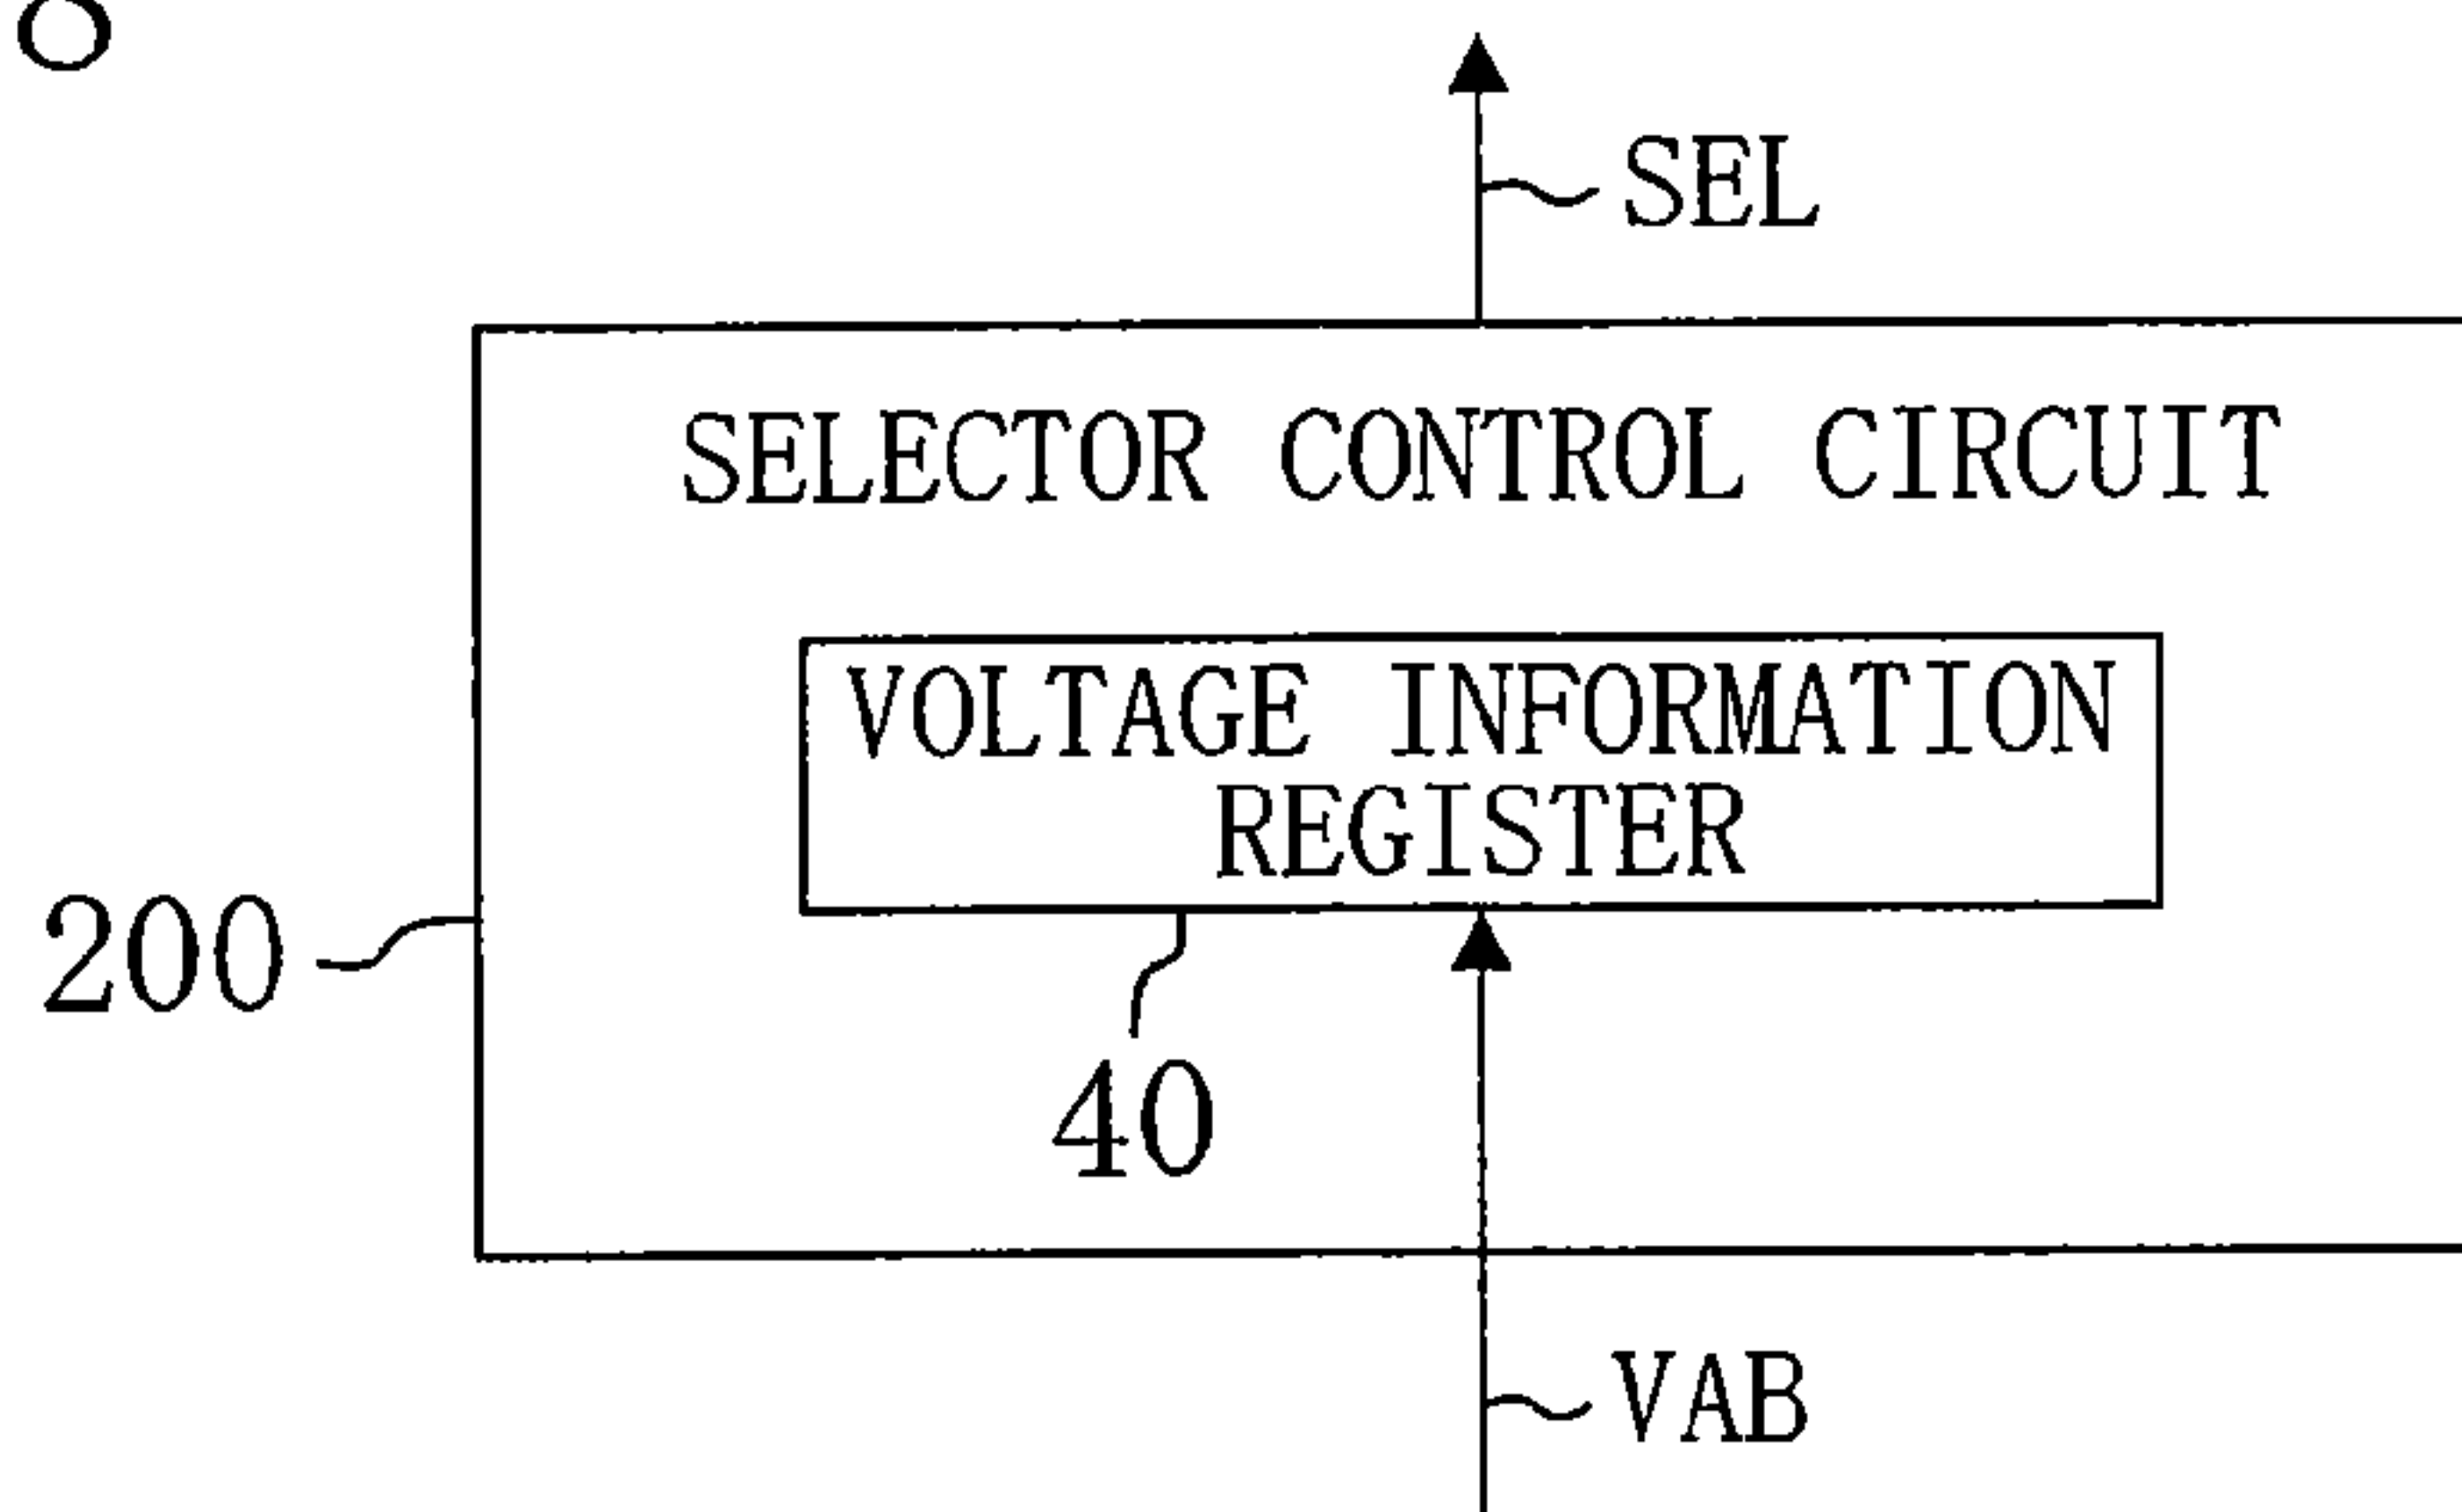 SEL
SELECTOR CONTROL CIRCUIT
VOLTAGE INFORMATION
REGISTER
200
40
VAB